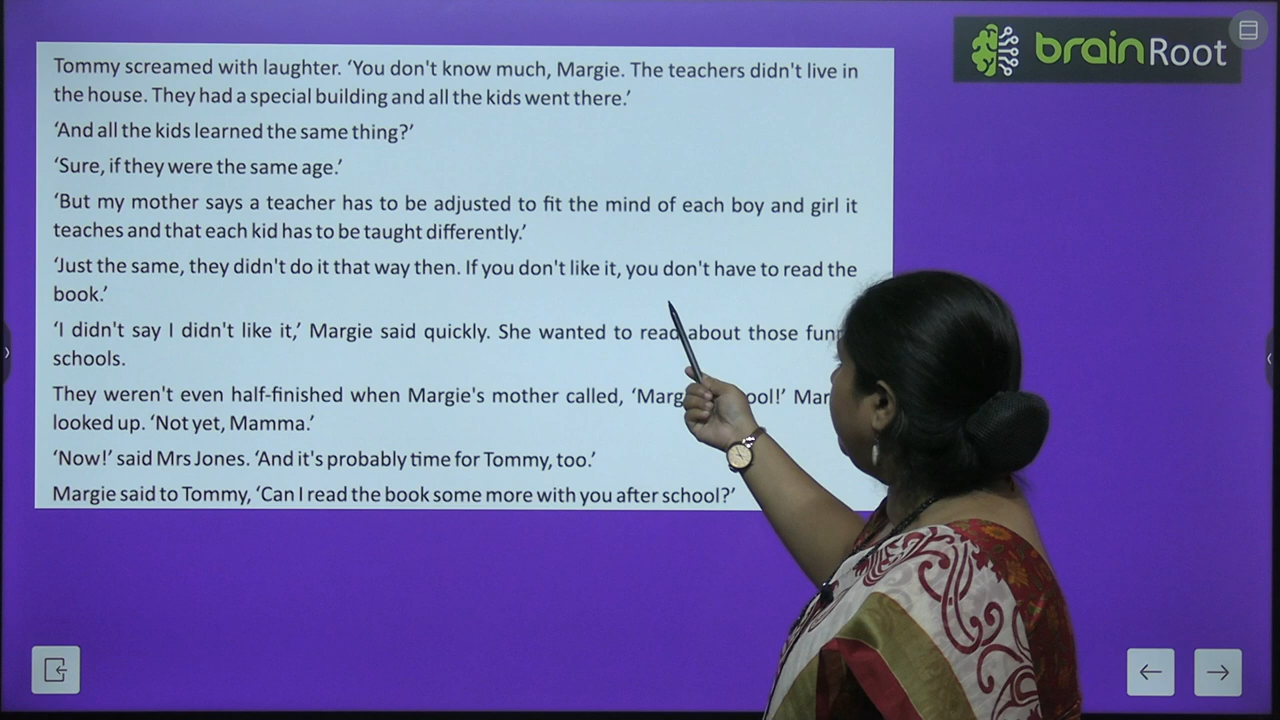 brainRoot
Tommy screamed with laughter. ‘You don't know much, Margie. The teachers didn't live in
the house. They had a special building and all the kids went there.’
‘And all the kids learned the same thing?’
‘Sure, if they were the same age.’
‘But my mother says a teacher has to be adjusted to fit the mind of each boy and girl it
teaches and that each kid has to be taught differently.’
‘Just the same, they didn't do it that way then. If you don't like it, you don't have to read the
book.’
‘I didn't say I didn't like it,’ Margie said quickly. She wanted to read about those
schools.
They weren't even half-finished when Margie's mother called,
looked up. ‘Not yet, Mamma.’
‘Now!’ said Mrs Jones. ‘And it's probably time for Tommy, too.’
Margie said to Tommy, ‘Can I read the book some more with you after school?’